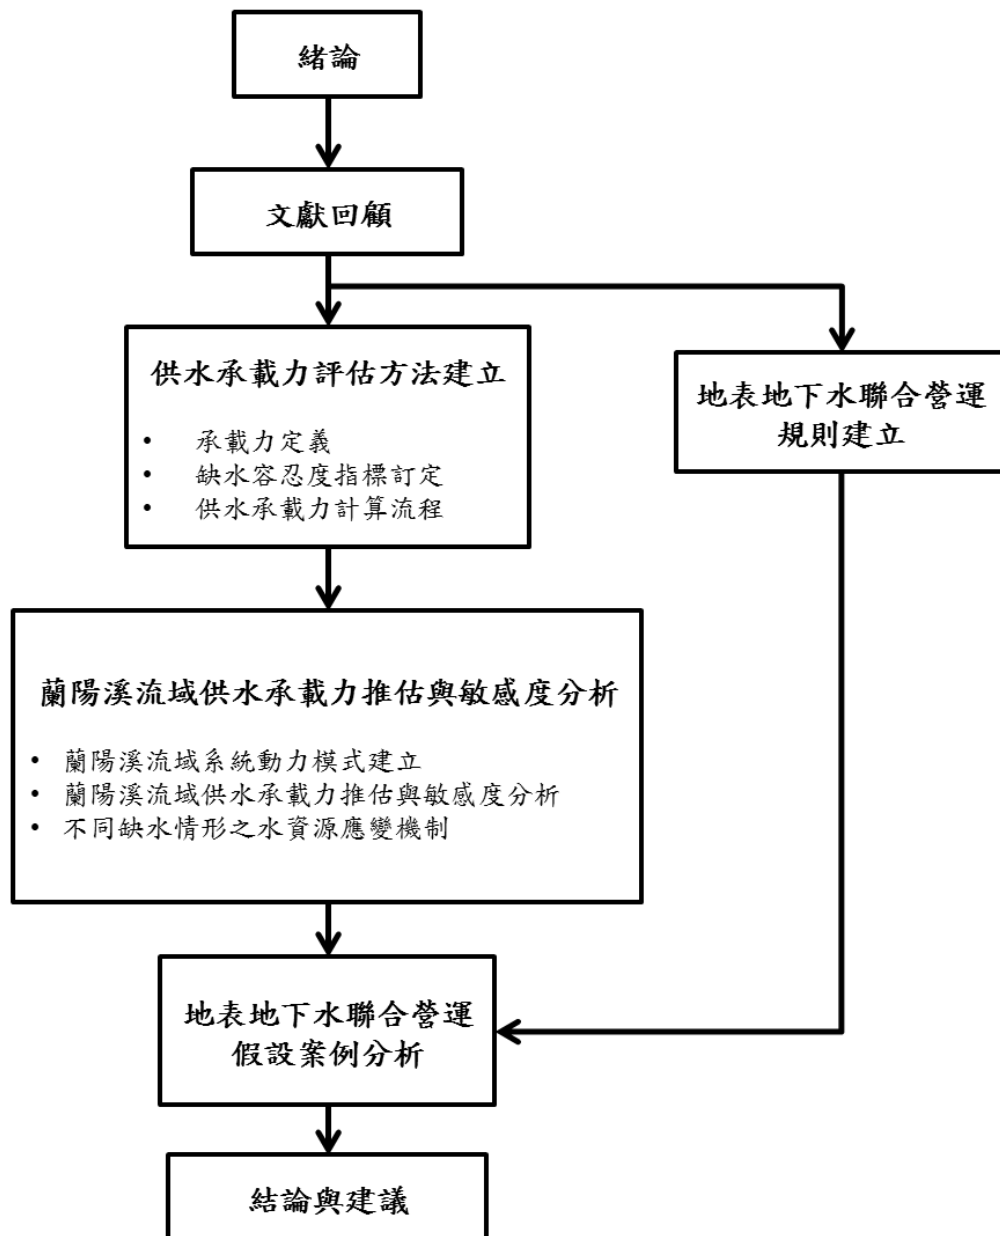 緒論
文獻回顧
供水承載力評估方法建立
• 承載力定義
• 缺水容忍度指標訂定
• 供水承載力計算流程
地表地下水聯合營運
規則建立
蘭陽溪流域供水承載力推估與敏感度分析
• 蘭陽溪流域系統動力模式建立
• 蘭陽溪流域供水承載力推估與敏感度分析
• 不同缺水情形之水資源應變機制
地表地下水聯合營運
假設案例分析
結論與建議